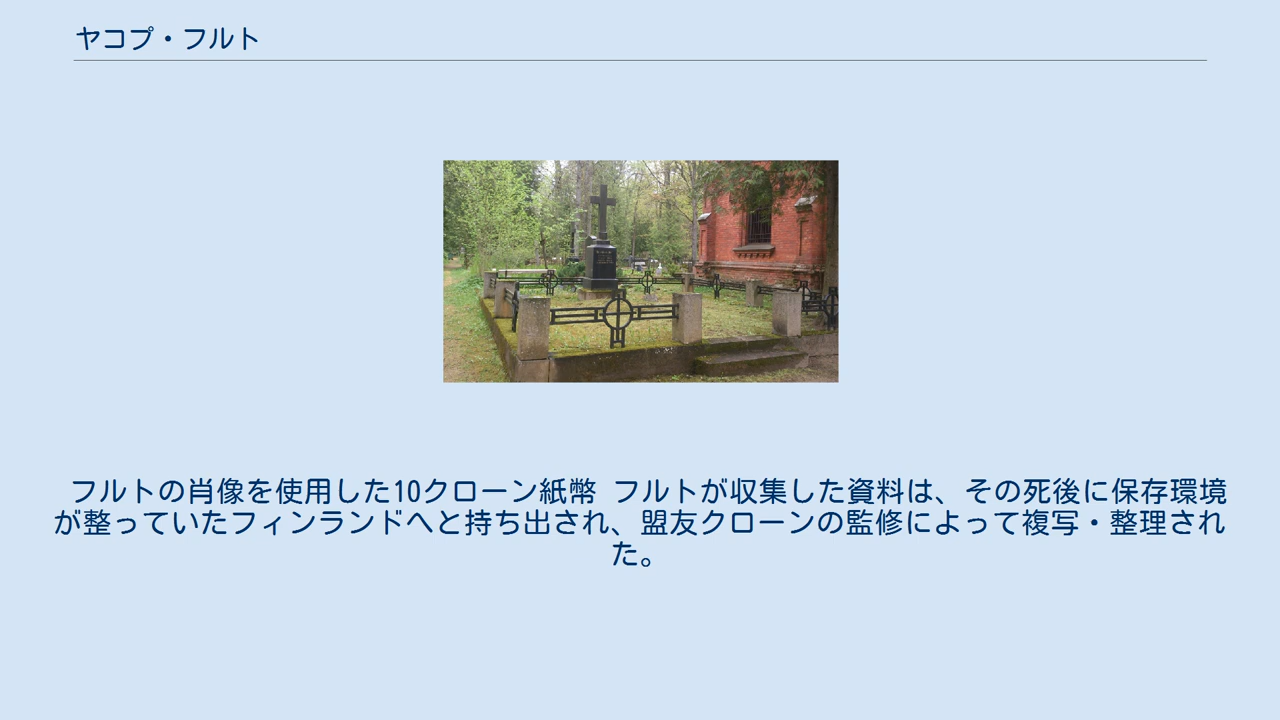 ヤコプ・フルト
フルトの肖像を使用した10クローン紙幣 フルトが収集した資料は、その死後に保存環境
が整っていたフィンランドへと持ち出され、盟友クローンの監修によって複写・整理され
た。